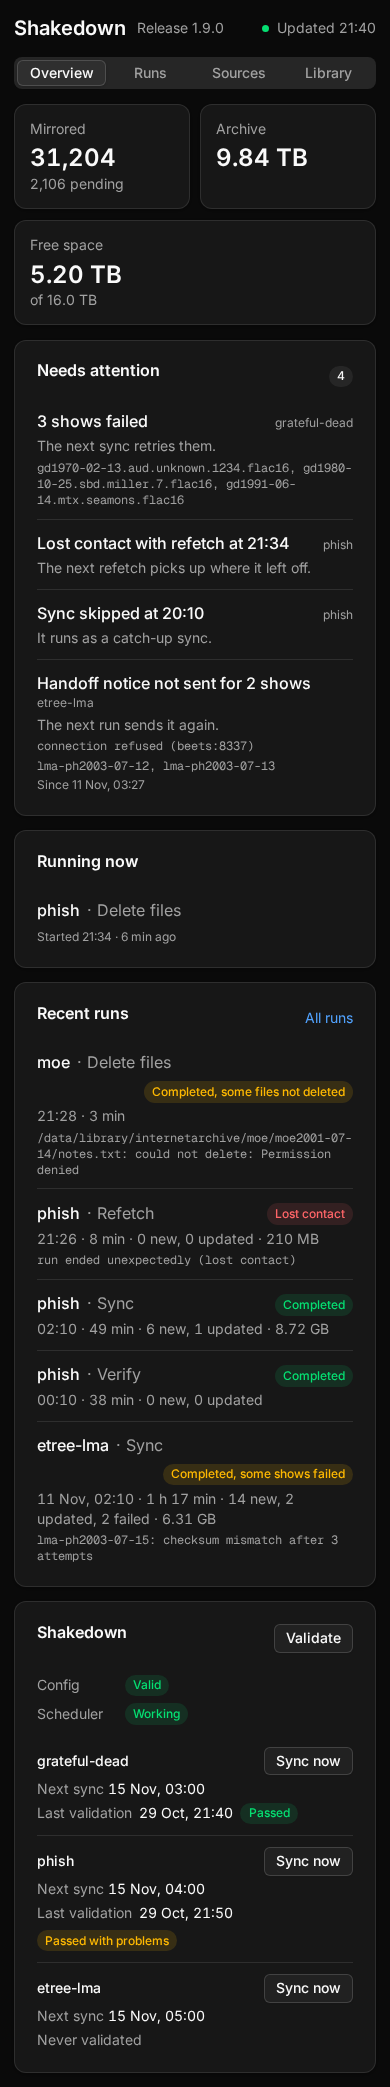 Shakedown Release 1.9.0 Updated 21:40
Overview Runs Sources Library
Mirrored
31,204
2,106 pending
Archive
9.84 TB
Free space
5.20 TB
of 16.0 TB
Needs attention 4
3 shows failed grateful-dead
The next sync retries them.
gd1970-02-13.aud.unknown.1234.flac16, gd1980-
10-25.sbd.miller.7.flac16, gd1991-06-
14.mtx.seamons.flac16
Lost contact with refetch at 21:34 phish
The next refetch picks up where it left off.
Sync skipped at 20:10 phish
It runs as a catch-up sync.
Handoff notice not sent for 2 shows
etree-lma
The next run sends it again.
connection refused (beets:8337)
lma-ph2003-07-12, lma-ph2003-07-13
Since 11 Nov, 03:27
Running now
phish · Delete files
Started 21:34 · 6 min ago
Recent runs All runs
moe · Delete files
Completed, some files not deleted
21:28 · 3 min
/data/library/internetarchive/moe/moe2001-07-
14/notes.txt: could not delete: Permission
denied
phish · Refetch Lost contact
21:26 · 8 min · 0 new, 0 updated · 210 MB
run ended unexpectedly (lost contact)
phish · Sync Completed
02:10 · 49 min · 6 new, 1 updated · 8.72 GB
phish · Verify Completed
00:10 · 38 min · 0 new, 0 updated
etree-lma · Sync
Completed, some shows failed
11 Nov, 02:10 · 1 h 17 min · 14 new, 2
updated, 2 failed · 6.31 GB
lma-ph2003-07-15: checksum mismatch after 3
attempts
Shakedown Validate
Config Valid
Scheduler Working
grateful-dead Sync now
Next sync 15 Nov, 03:00
Last validation 29 Oct, 21:40 Passed
phish Sync now
Next sync 15 Nov, 04:00
Last validation 29 Oct, 21:50
Passed with problems
etree-lma Sync now
Next sync 15 Nov, 05:00
Never validated